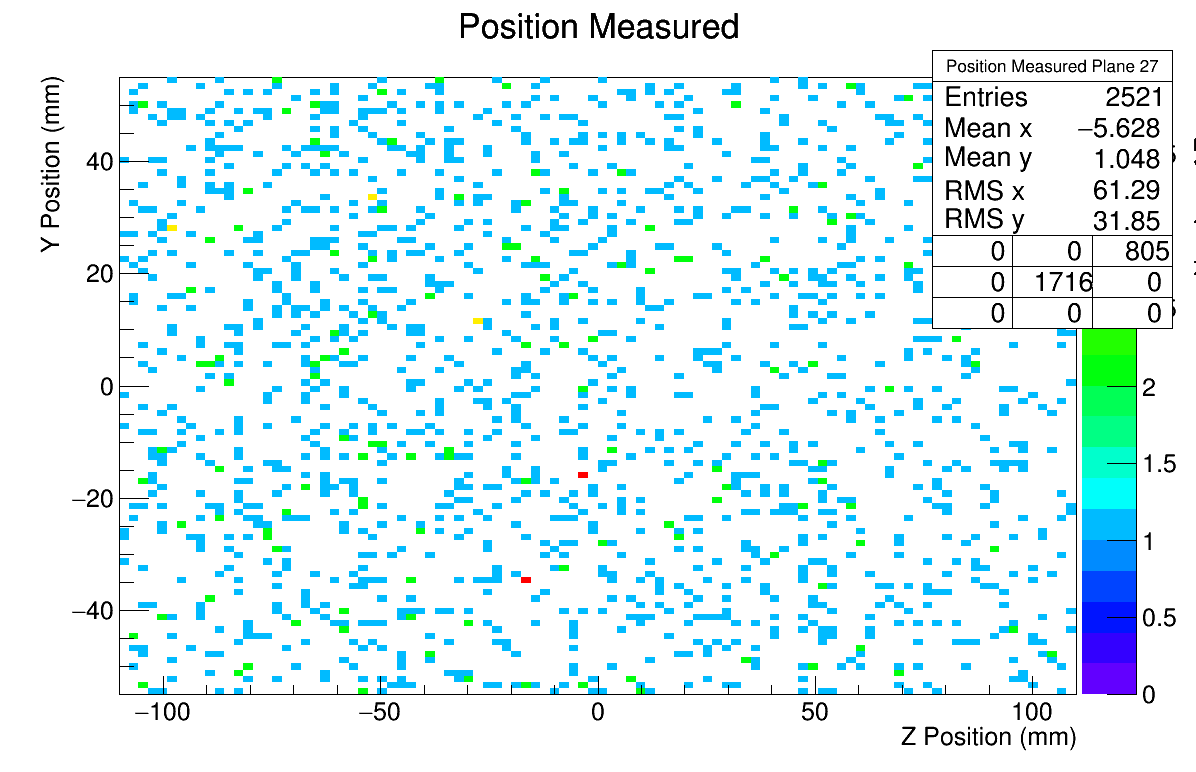 Position Measured
Position Measured Plane 27
Entries 2521
Mean x −5.628
Mean y 1.048
RMS x 61.29
RMS y 31.85
0 0 805
0 1716 0
0 0 0
Y Position (mm)
40
20
0
−20
−40
−100 −50 0 50 100
Z Position (mm)
2
1.5
1
0.5
0